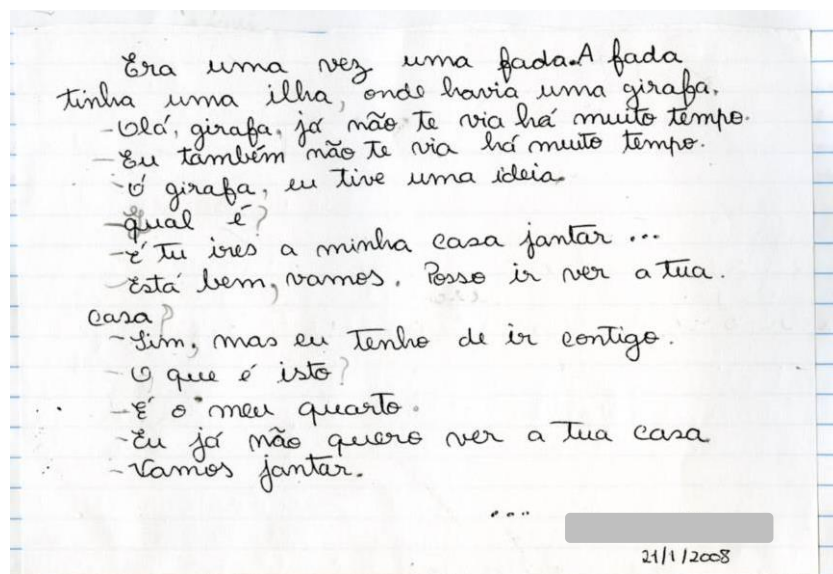 Era uma vez uma fada. A fada
tinha uma ilha, onde havia uma girafa.
- Olá, girafa, já não te via há muito tempo.
- Eu também não te via há muito tempo.
- Ó girafa, eu tive uma ideia.
- qual é?
- É tu ires a minha casa jantar ...
- Está bem, vamos. Posso ir ver a tua.
casa?
- Sim, mas eu tenho de ir contigo.
- O que é isto?
- É o meu quarto.
- Eu já não quero ver a tua casa
- Vamos jantar.
...
21/1/2008